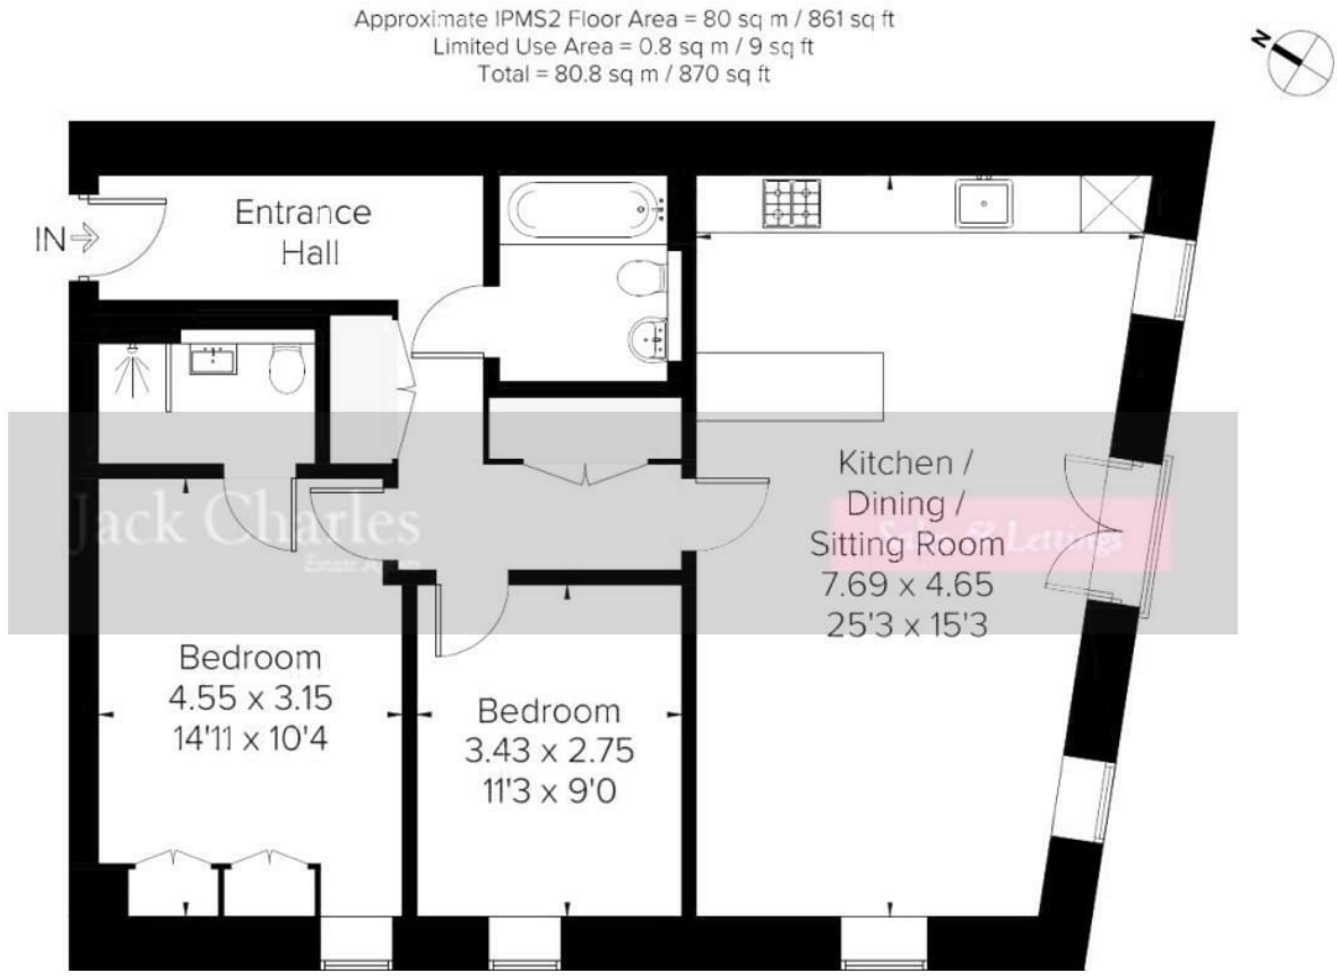 Approximate IPMS2 Floor Area = 80 sq m / 861 sq ft
Limited Use Area = 0.8 sq m / 9 sq ft
Total = 80.8 sq m / 870 sq ft
N
IN
Entrance
Hall
Kitchen /
Dining /
Sitting Room
7.69 x 4.65
25'3 x 15'3
Jack Charles
Estate Agents
Sales & Lettings
Bedroom
4.55 x 3.15
14'11 x 10'4
Bedroom
3.43 x 2.75
11'3 x 9'0